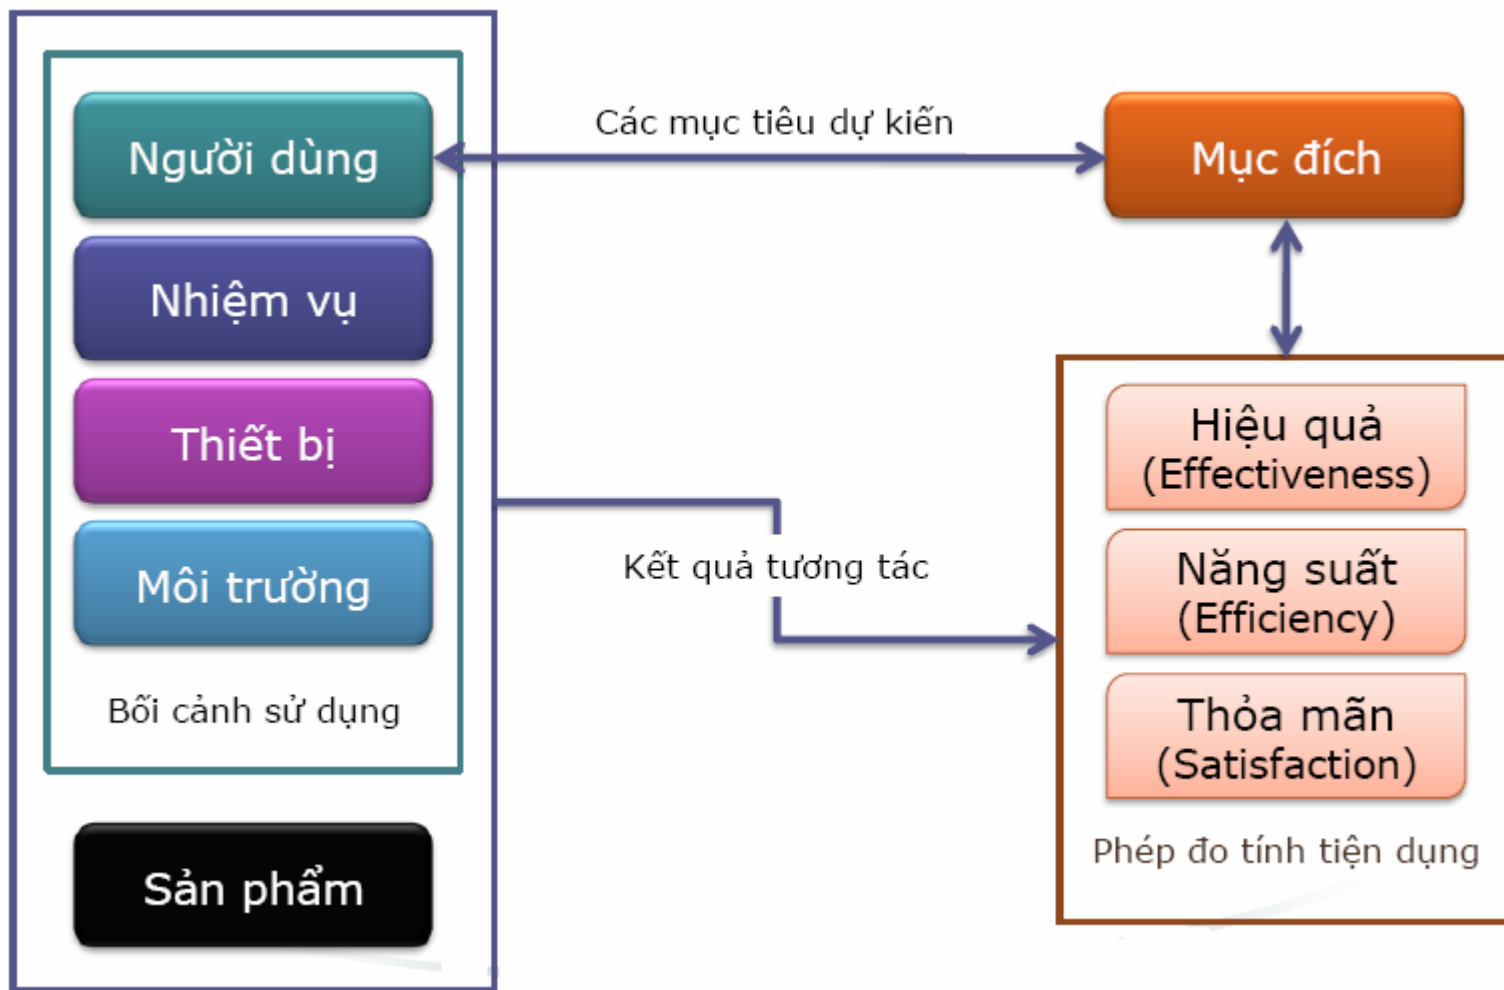 Người dùng
Các mục tiêu dự kiến
Mục đích
Nhiệm vụ
Thiết bị
Môi trường
Bối cảnh sử dụng
Sản phẩm
Kết quả tương tác
Hiệu quả
(Effectiveness)
Năng suất
(Efficiency)
Thỏa mãn
(Satisfaction)
Phép đo tính tiện dụng